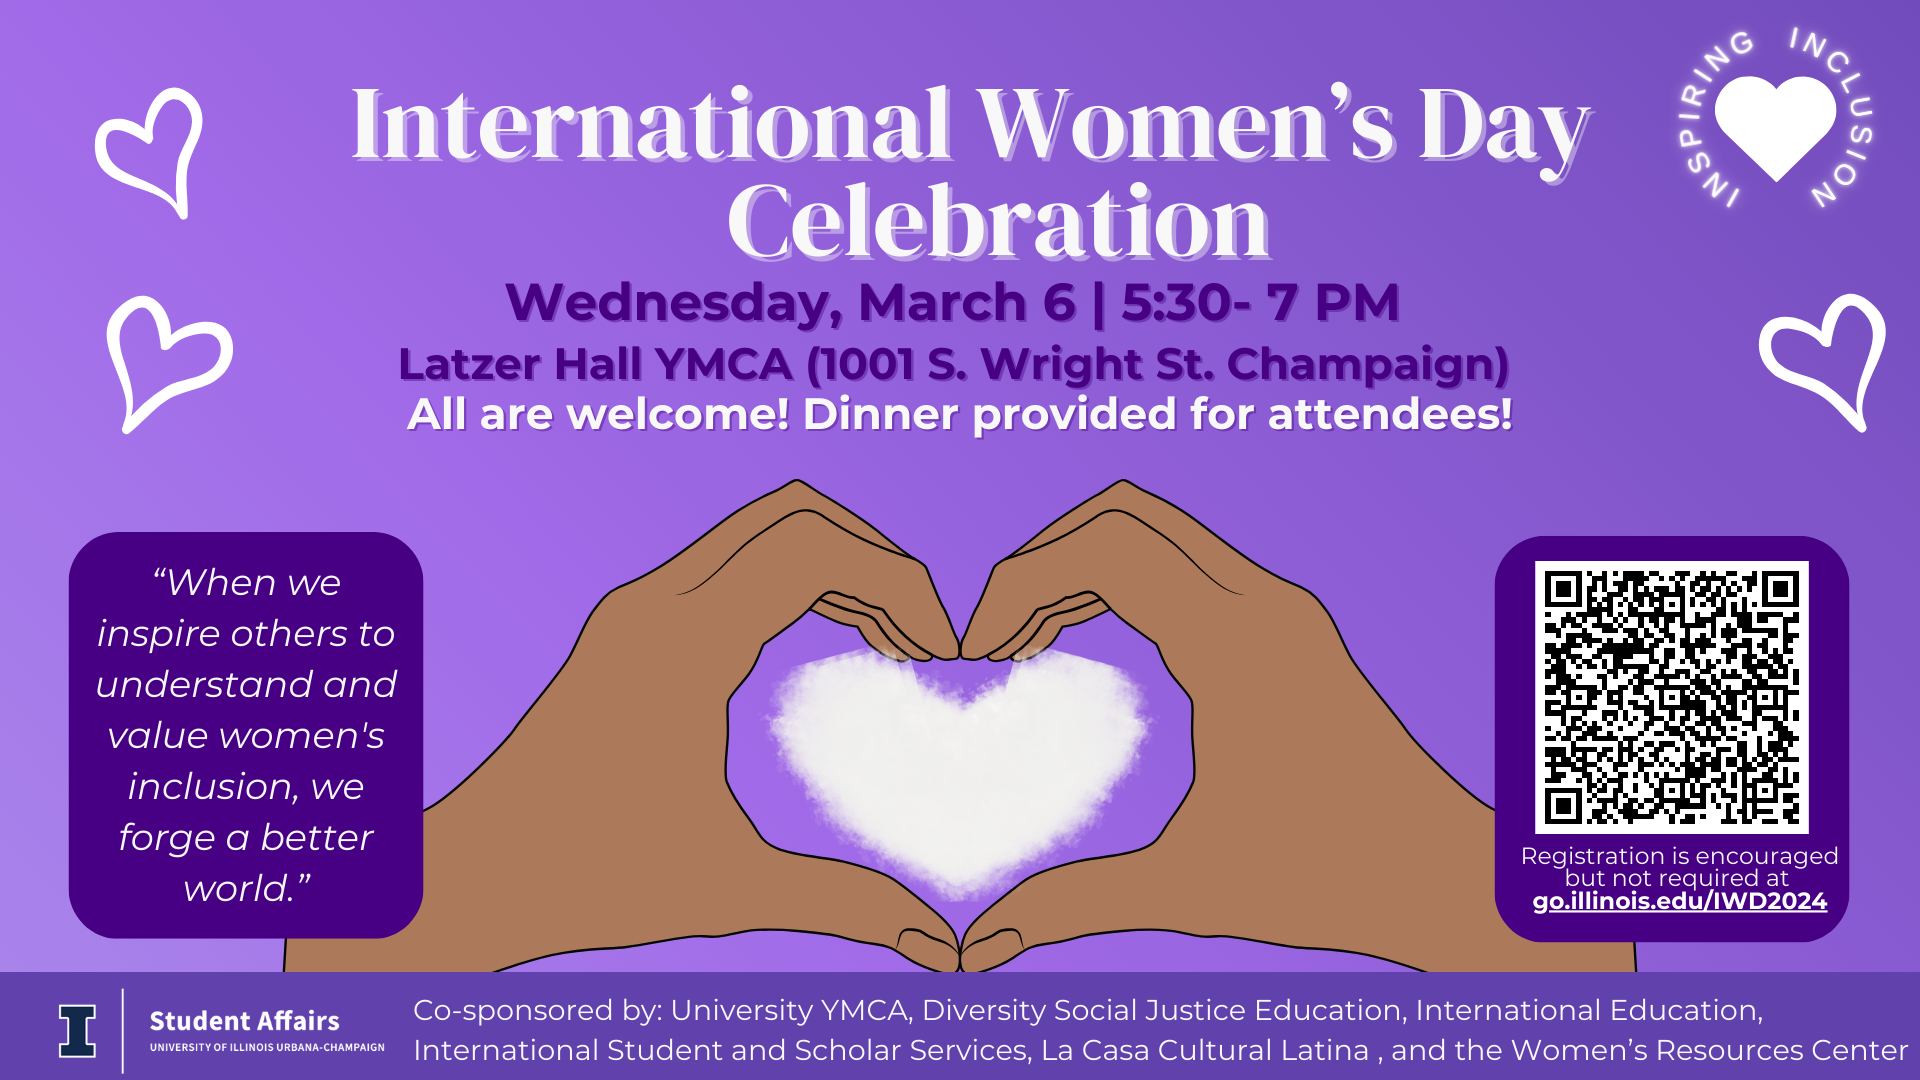 INSPIRING INCLUSION
International Women’s Day
Celebration
Wednesday, March 6 | 5:30- 7 PM
Latzer Hall YMCA (1001 S. Wright St. Champaign)
All are welcome! Dinner provided for attendees!
“When we
inspire others to
understand and
value women's
inclusion, we
forge a better
world.”
Registration is encouraged
but not required at
go.illinois.edu/IWD2024
I
Student Affairs
UNIVERSITY OF ILLINOIS URBANA-CHAMPAIGN
Co-sponsored by: University YMCA, Diversity Social Justice Education, International Education,
International Student and Scholar Services, La Casa Cultural Latina , and the Women’s Resources Center